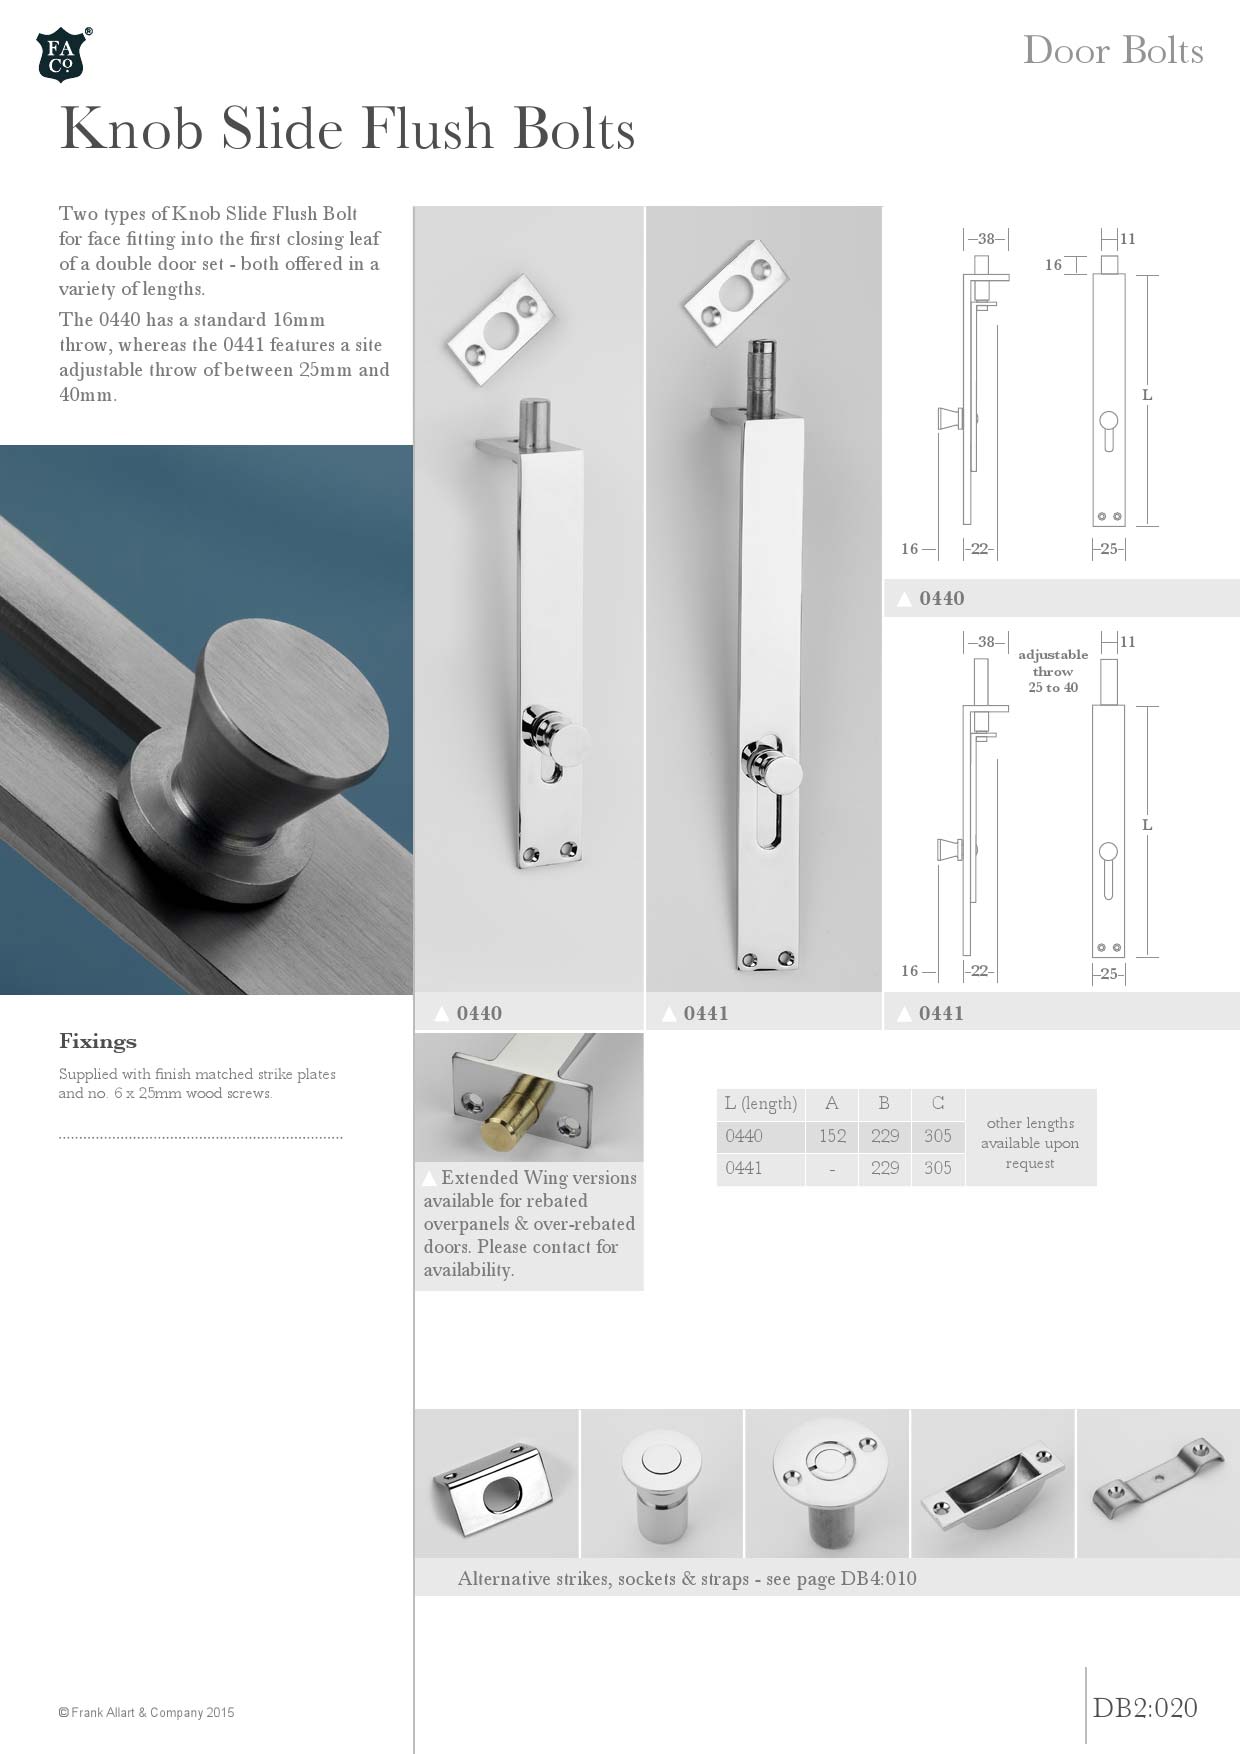 FA
Co.
®
Door Bolts
Knob Slide Flush Bolts
Two types of Knob Slide Flush Bolt
for face fitting into the first closing leaf
of a double door set - both offered in a
variety of lengths.
The 0440 has a standard 16mm
throw, whereas the 0441 features a site
adjustable throw of between 25mm and
40mm.
38
11
16
L
16
22
25
0440
38
adjustable
throw
25 to 40
11
L
16
22
25
0440
0441
0441
Fixings
Supplied with finish matched strike plates
and no. 6 x 25mm wood screws.
Extended Wing versions
available for rebated
overpanels & over-rebated
doors. Please contact for
availability.
L (length) A B C
0440 152 229 305
0441 - 229 305
other lengths
available upon
request
Alternative strikes, sockets & straps - see page DB4:010
© Frank Allart & Company 2015
DB2:020